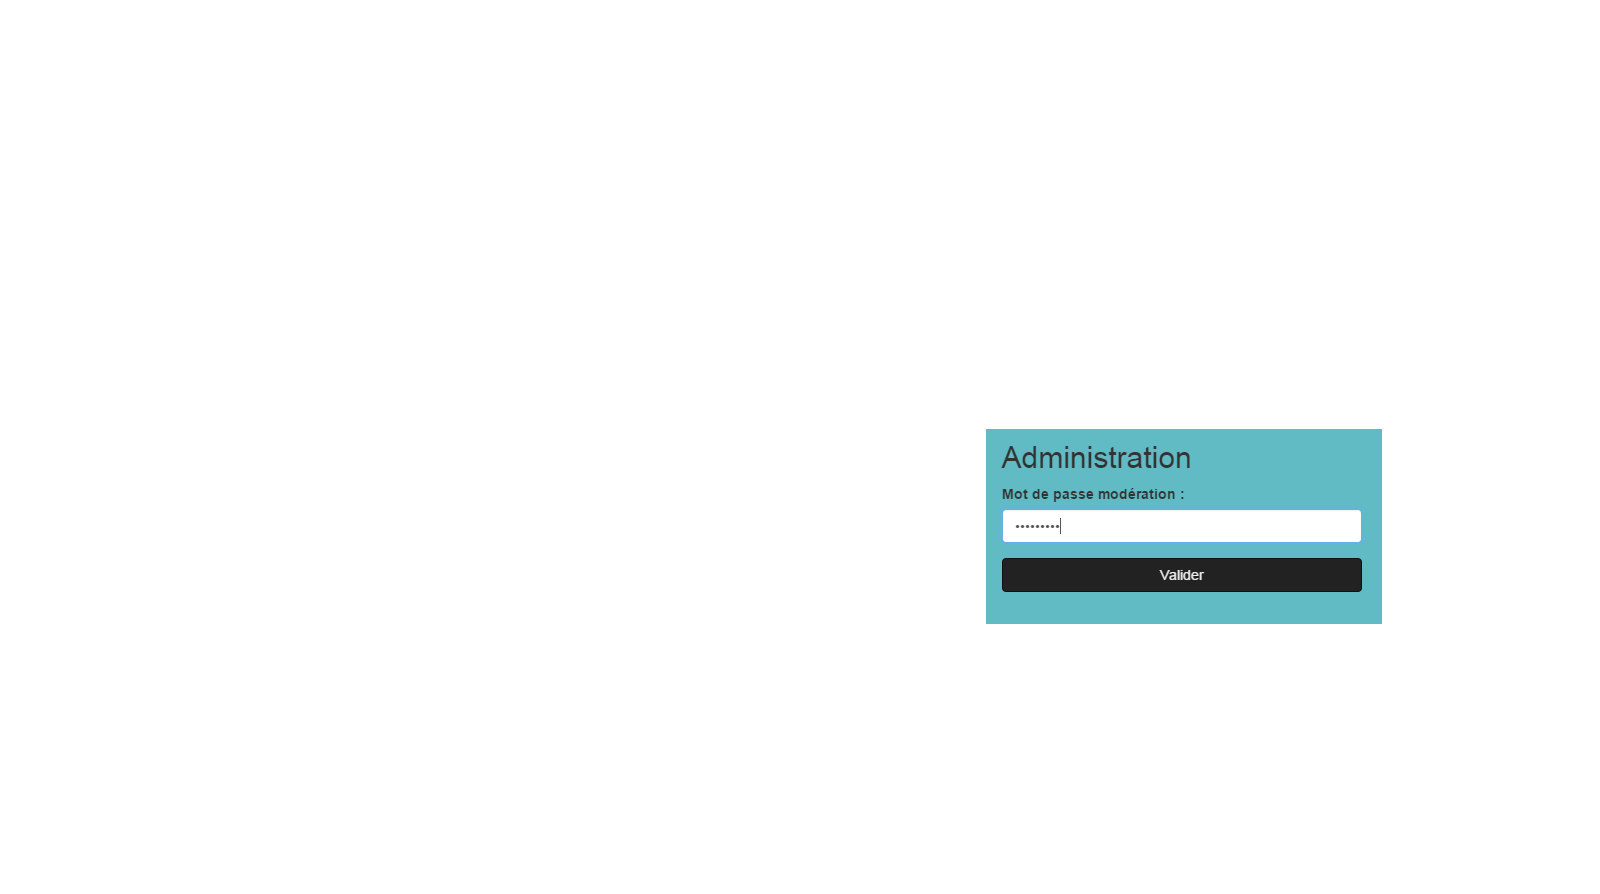 Administration
Mot de passe modération :
•••••••••
Valider